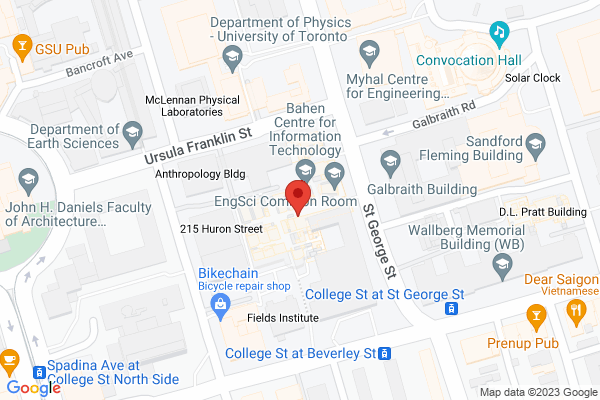 GSU Pub
Bancroft Ave
Department of Physics -
University of Toronto
Convocation Hall
Solar Clock
Myhal Centre
for Engineering...
McLennan Physical
Laboratories
Galbraith Rd
Department of
Earth Sciences
Ursula Franklin St
Bahen
Centre for
Information
Technology
Sandford
Fleming Building
Anthropology Bldg
Galbraith Building
EngSci Common Room
John H. Daniels Faculty
of Architecture...
215 Huron Street
St George St
D.L. Pratt Building
Wallberg Memorial
Building (WB)
Bikechain
Bicycle repair shop
College St at St George St
Dear Saigon
Vietnamese
Fields Institute
Prenup Pub
College St at Beverley St
Spadina Ave at
College St North Side
Google
Map data ©2023 Google